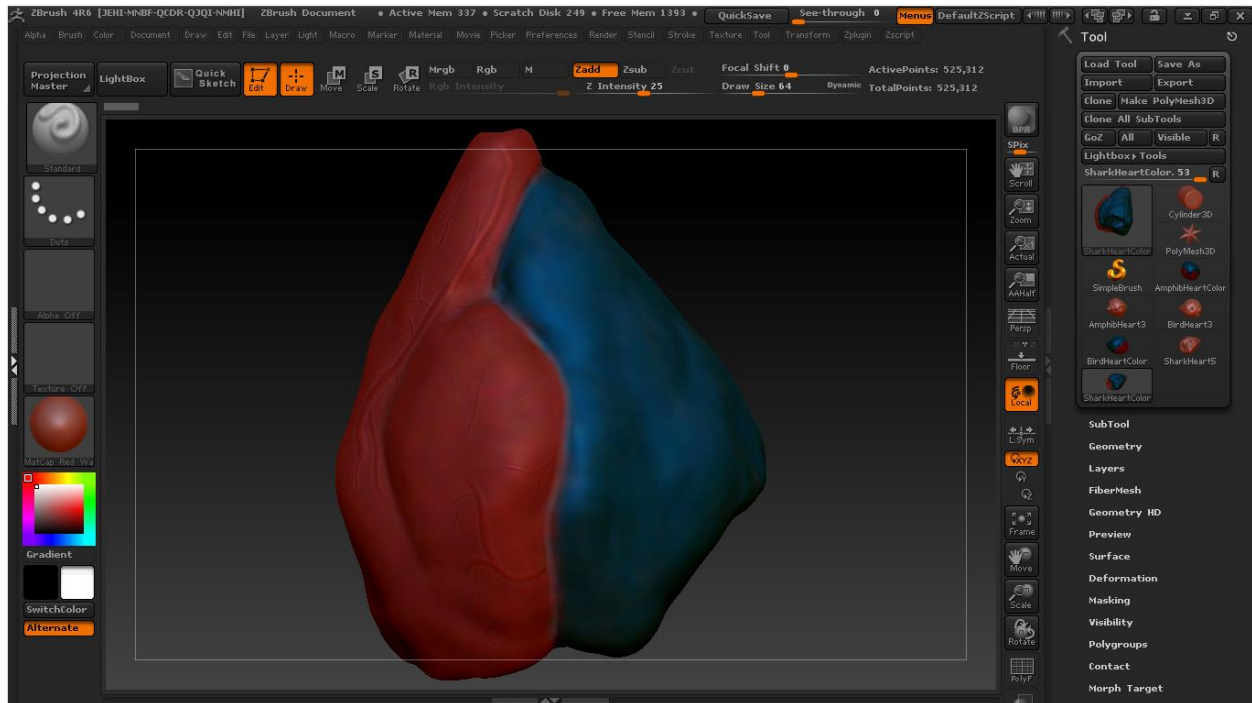 ZBrush 4R6 [JEHI-MNBF-QCDR-QJQI-NMHI] ZBrush Document • Active Mem 337 • Scratch Disk 249 • Free Mem 1393 • QuickSave See-through 0 Menus DefaultZScript
Alpha Brush Color Document Draw Edit File Layer Light Macro Marker Material Movie Picker Preferences Render Stencil Stroke Texture Tool Transform Zplugin Zscript
Projection Master
LightBox
Quick Sketch
Edit
Draw
Move
Scale
Rotate
Mrgb Rgb M
Rgb Intensity
Zadd Zsub Zcut
Z Intensity 25
Focal Shift 0
Draw Size 64 Dynamic
ActivePoints: 525,312
TotalPoints: 525,312
Standard
Dots
Alpha Off
Texture Off
MatCap Red Wa
Gradient
SwitchColor
Alternate
BPR
SPix
Scroll
Zoom
Actual
AAHalf
Persp
Floor
Local
L.Sym
XYZ
Y
Z
Frame
Move
Scale
Rotate
PolyF
Tool
Load Tool Save As
Import Export
Clone Make PolyMesh3D
Clone All SubTools
GoZ All Visible R
Lightbox▸Tools
SharkHeartColor. 53 R
SharkHeartColor
Cylinder3D
PolyMesh3D
SimpleBrush AmphibHeartColor
AmphibHeart3 BirdHeart3
BirdHeartColor SharkHeart5
SharkHeartColor
SubTool
Geometry
Layers
FiberMesh
Geometry HD
Preview
Surface
Deformation
Masking
Visibility
Polygroups
Contact
Morph Target